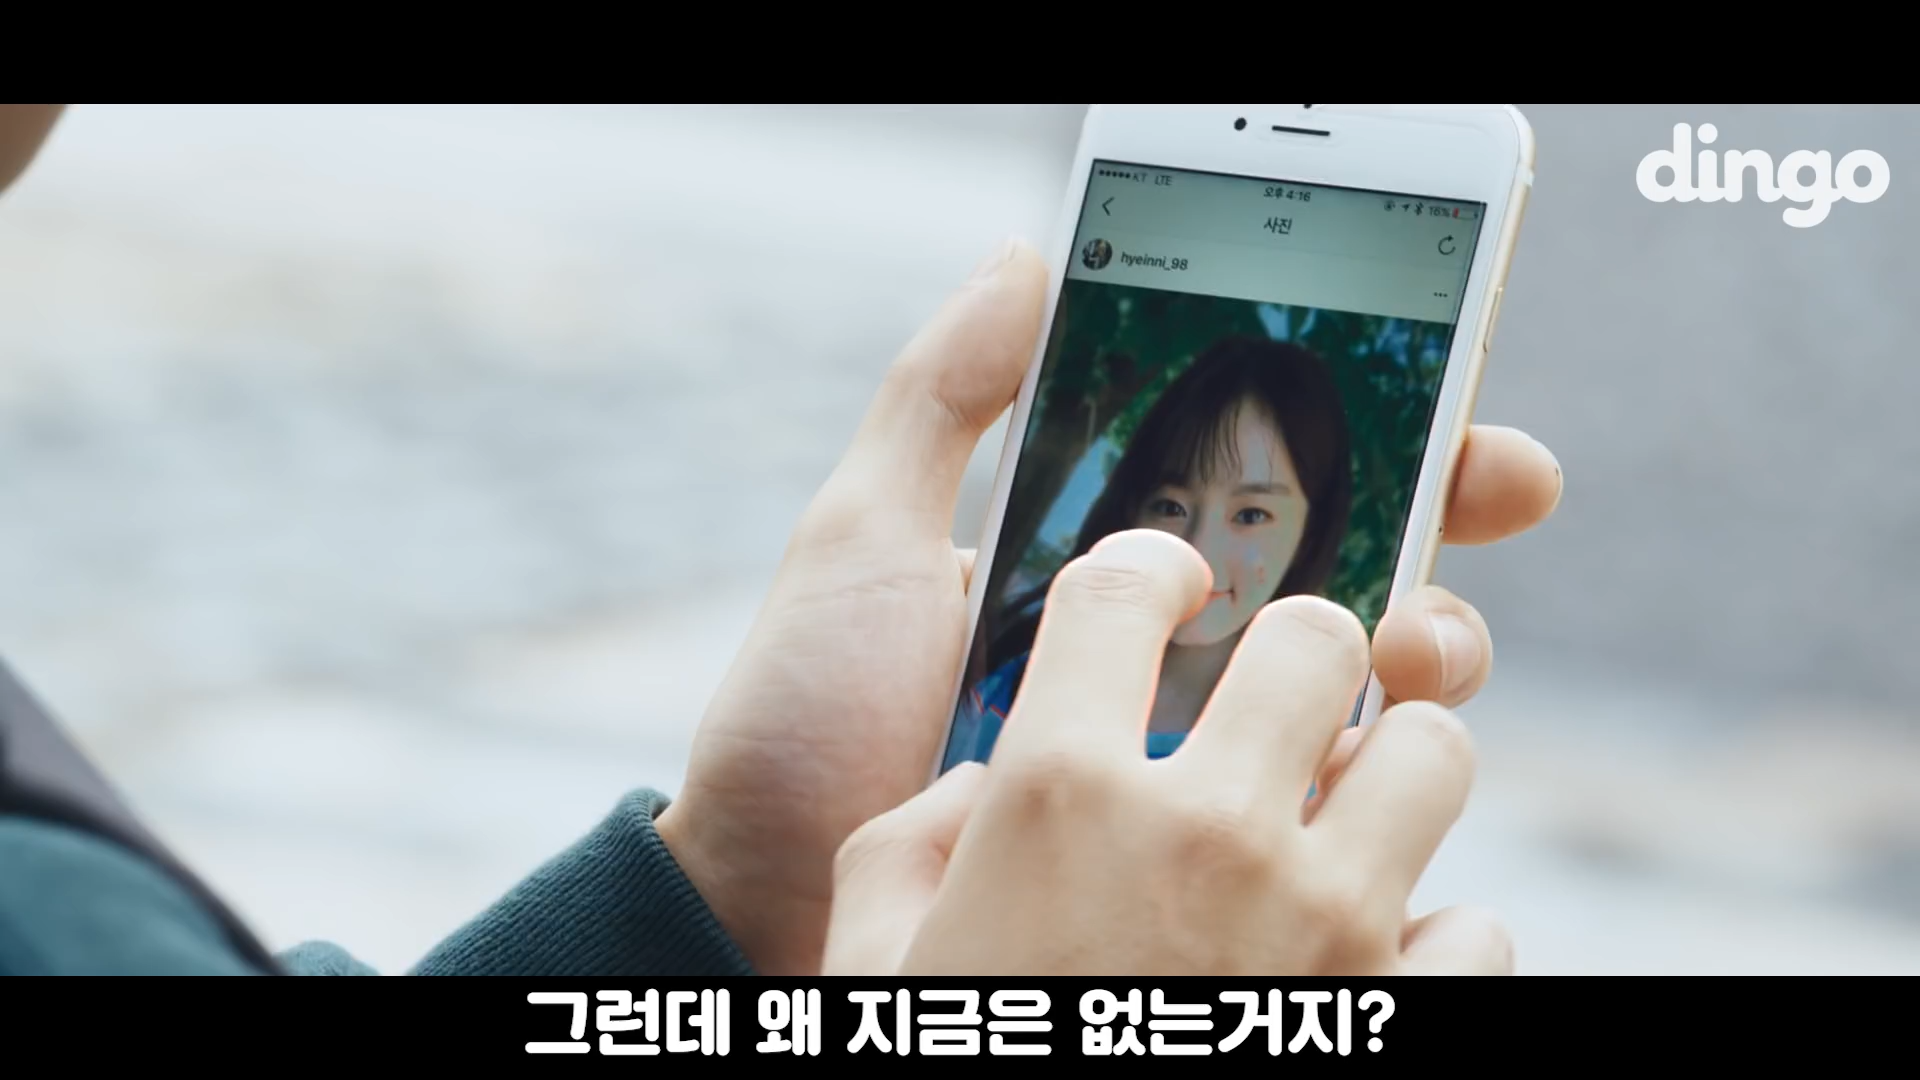 dingo
KT LTE
오후 4:16
16%
사진
hyeinni_98
그런데 왜 지금은 없는거지?